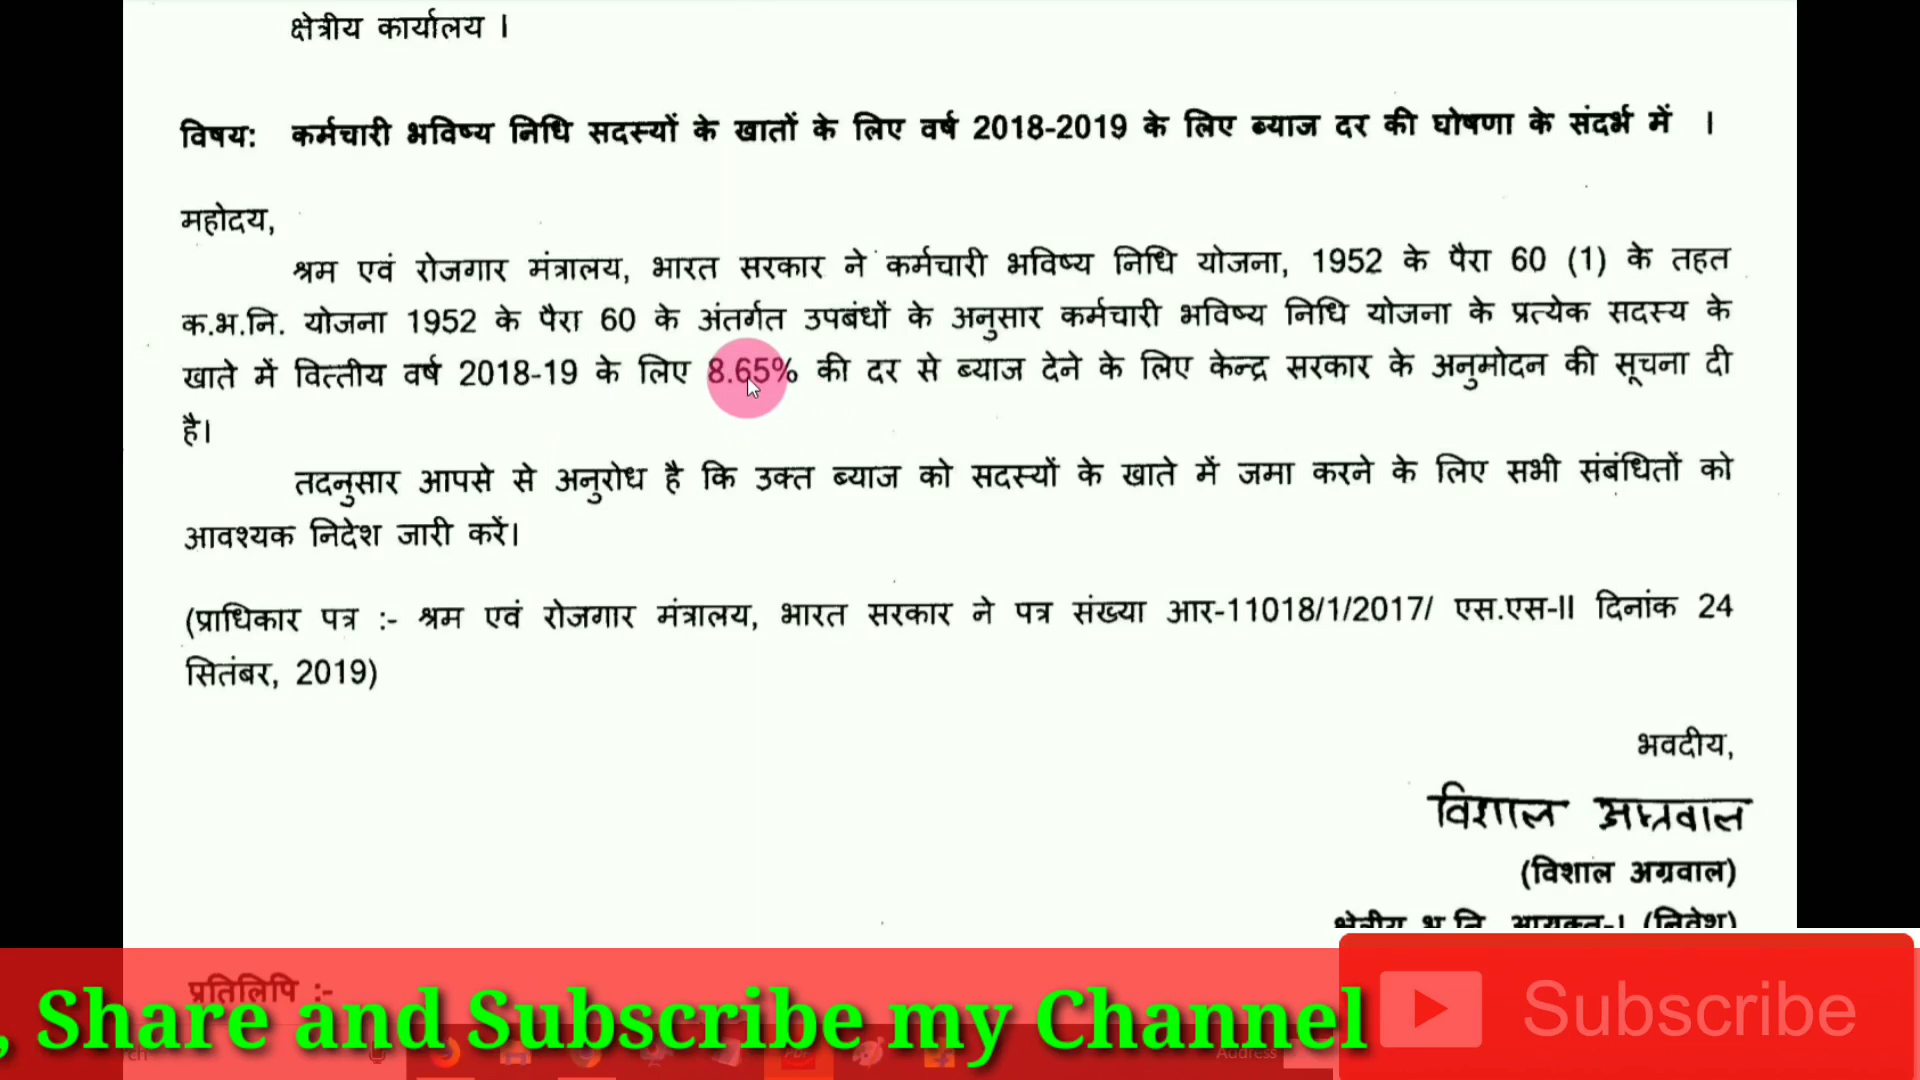 क्षेत्रीय कार्यालय ।
विषय: कर्मचारी भविष्य निधि सदस्यों के खातों के लिए वर्ष 2018-2019 के लिए ब्याज दर की घोषणा के संदर्भ में ।
महोदय,
श्रम एवं रोजगार मंत्रालय, भारत सरकार ने कर्मचारी भविष्य निधि योजना, 1952 के पैरा 60 (1) के तहत
क.भ.नि. योजना 1952 के पैरा 60 के अंतर्गत उपबंधों के अनुसार कर्मचारी भविष्य निधि योजना के प्रत्येक सदस्य के
खाते में वित्तीय वर्ष 2018-19 के लिए 8.65% की दर से ब्याज देने के लिए केन्द्र सरकार के अनुमोदन की सूचना दी
है।
तदनुसार आपसे से अनुरोध है कि उक्त ब्याज को सदस्यों के खाते में जमा करने के लिए सभी संबंधितों को
आवश्यक निदेश जारी करें।
(प्राधिकार पत्र :- श्रम एवं रोजगार मंत्रालय, भारत सरकार ने पत्र संख्या आर-11018/1/2017/ एस.एस-II दिनांक 24
सितंबर, 2019)
भवदीय,
विशाल अग्रवाल
(विशाल अग्रवाल)
क्षेत्रीय भ.नि. आयुक्त-I (निवेश)
प्रतिलिपि :-
, Share and Subscribe my Channel
Subscribe
Address